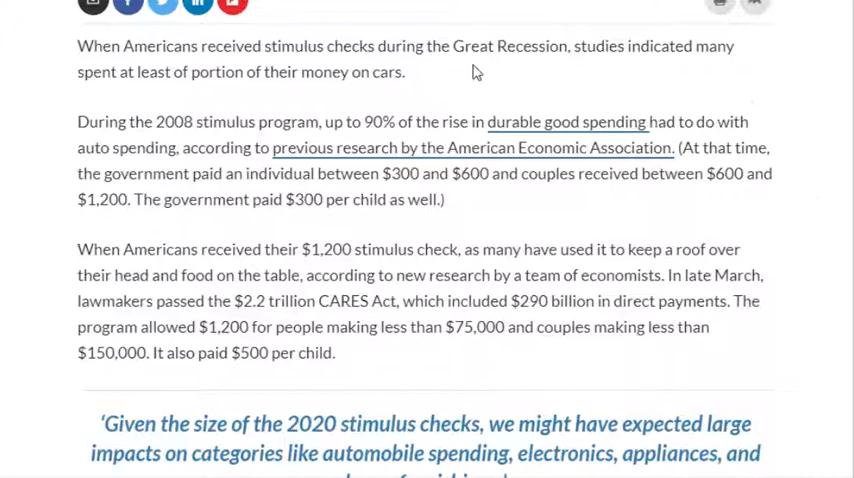 When Americans received stimulus checks during the Great Recession, studies indicated many
spent at least of portion of their money on cars.
During the 2008 stimulus program, up to 90% of the rise in durable good spending had to do with
auto spending, according to previous research by the American Economic Association. (At that time,
the government paid an individual between $300 and $600 and couples received between $600 and
$1,200. The government paid $300 per child as well.)
When Americans received their $1,200 stimulus check, as many have used it to keep a roof over
their head and food on the table, according to new research by a team of economists. In late March,
lawmakers passed the $2.2 trillion CARES Act, which included $290 billion in direct payments. The
program allowed $1,200 for people making less than $75,000 and couples making less than
$150,000. It also paid $500 per child.
‘Given the size of the 2020 stimulus checks, we might have expected large
impacts on categories like automobile spending, electronics, appliances, and